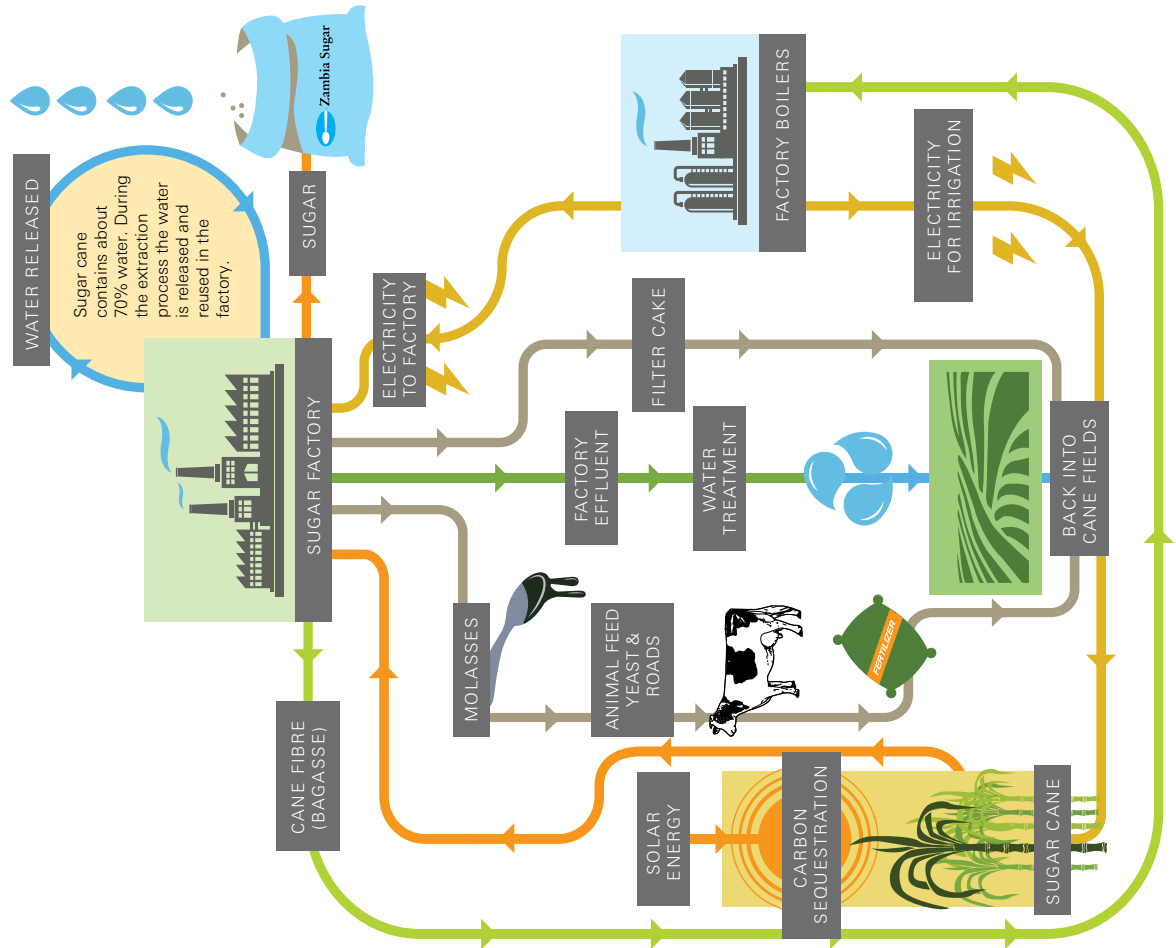 WATER RELEASED
Sugar cane
contains about
70% water. During
the extraction
process the water
is released and
reused in the
factory.
SUGAR
Zambia Sugar
SUGAR FACTORY
ELECTRICITY
TO FACTORY
FACTORY BOILERS
ELECTRICITY
FOR IRRIGATION
FILTER CAKE
FACTORY
EFFLUENT
WATER
TREATMENT
BACK INTO
CANE FIELDS
MOLASSES
ANIMAL FEED
YEAST &
ROADS
FERTILIZER
CANE FIBRE
(BAGASSE)
SOLAR
ENERGY
CARBON
SEQUESTRATION
SUGAR CANE